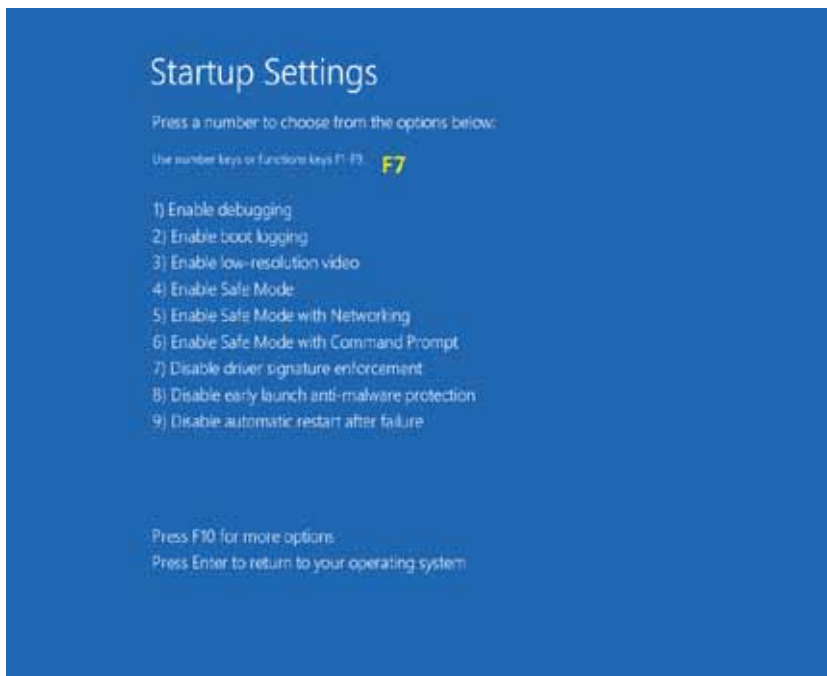 Startup Settings
Press a number to choose from the options below:
Use number keys or functions keys F1-F9. F7
1) Enable debugging
2) Enable boot logging
3) Enable low-resolution video
4) Enable Safe Mode
5) Enable Safe Mode with Networking
6) Enable Safe Mode with Command Prompt
7) Disable driver signature enforcement
8) Disable early launch anti-malware protection
9) Disable automatic restart after failure
Press F10 for more options
Press Enter to return to your operating system